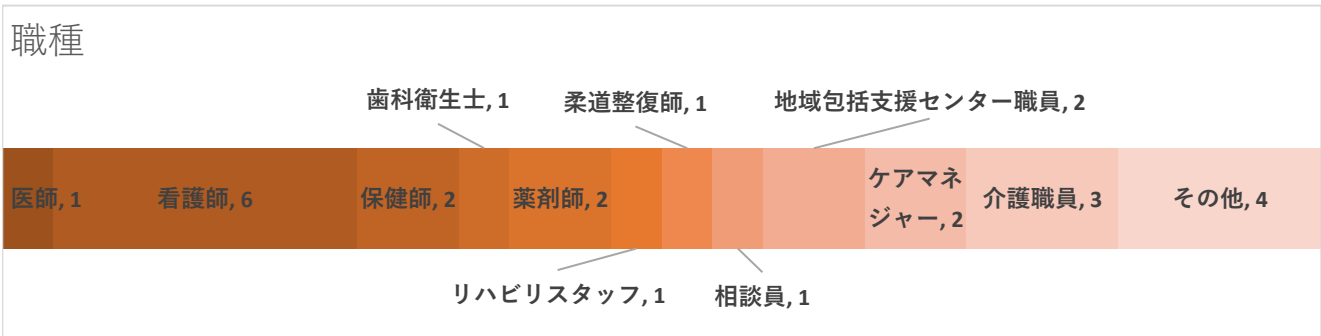 職種
歯科衛生士, 1
柔道整復師, 1
地域包括支援センター職員, 2
医師, 1
看護師, 6
保健師, 2
薬剤師, 2
ケアマネ
ジャー, 2
介護職員, 3
その他, 4
リハビリスタッフ, 1
相談員, 1